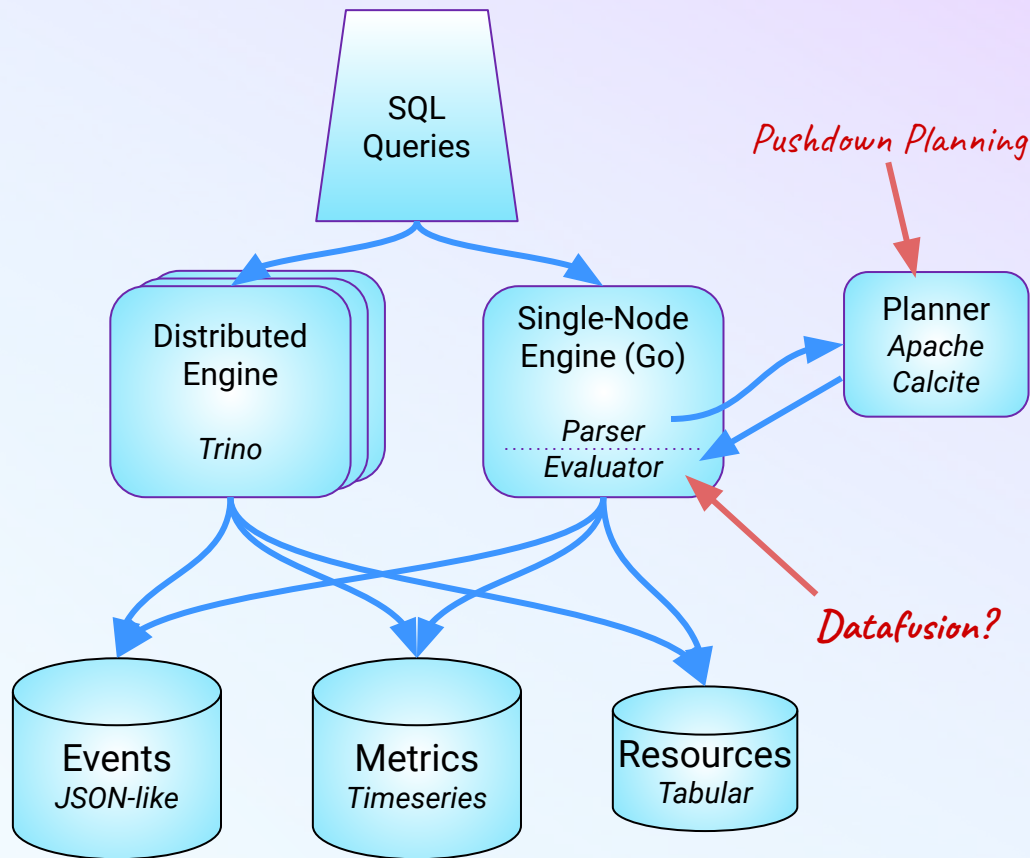 SQL
Queries
Pushdown Planning
Distributed
Engine
Trino
Single-Node
Engine (Go)
Parser
Evaluator
Planner
Apache
Calcite
Datafusion?
Events
JSON-like
Metrics
Timeseries
Resources
Tabular